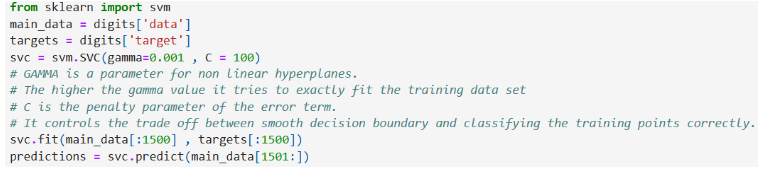 from sklearn import svm
main_data = digits['data']
targets = digits['target']
svc = svm.SVC(gamma=0.001 , C = 100)
# GAMMA is a parameter for non linear hyperplanes.
# The higher the gamma value it tries to exactly fit the training data set
# C is the penalty parameter of the error term.
# It controls the trade off between smooth decision boundary and classifying the training points correctly.
svc.fit(main_data[:1500] , targets[:1500])
predictions = svc.predict(main_data[1501:])